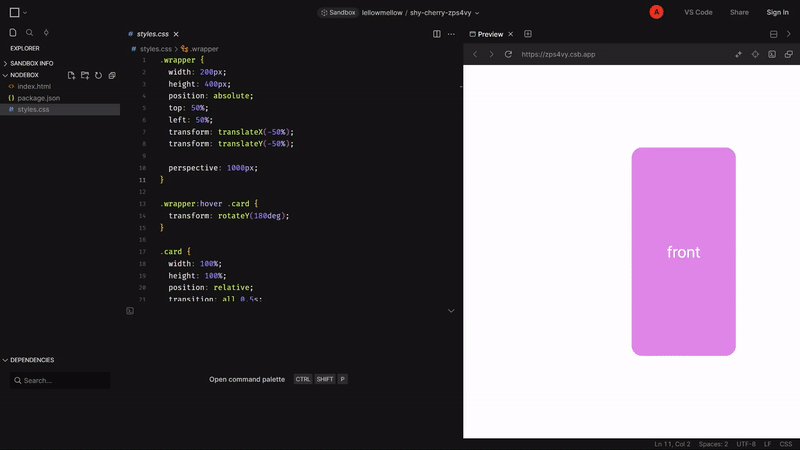 Sandbox lellowmellow / shy-cherry-zps4vy
A
VS Code Share Sign In
EXPLORER
SANDBOX INFO
NODEBOX
index.html
package.json
styles.css
DEPENDENCIES
Search...
styles.css
styles.css > .wrapper
1 .wrapper {
2 width: 200px;
3 height: 400px;
4 position: absolute;
5 top: 50%;
6 left: 50%;
7 transform: translateX(-50%);
8 transform: translateY(-50%);
9
10 perspective: 1000px;
11 }
12
13 .wrapper:hover .card {
14 transform: rotateY(180deg);
15 }
16
17 .card {
18 width: 100%;
19 height: 100%;
20 position: relative;
21 transition: all 0.5s;
Open command palette CTRL SHIFT P
Preview
https://zps4vy.csb.app
front
Ln 11, Col 2 Spaces: 2 UTF-8 LF CSS